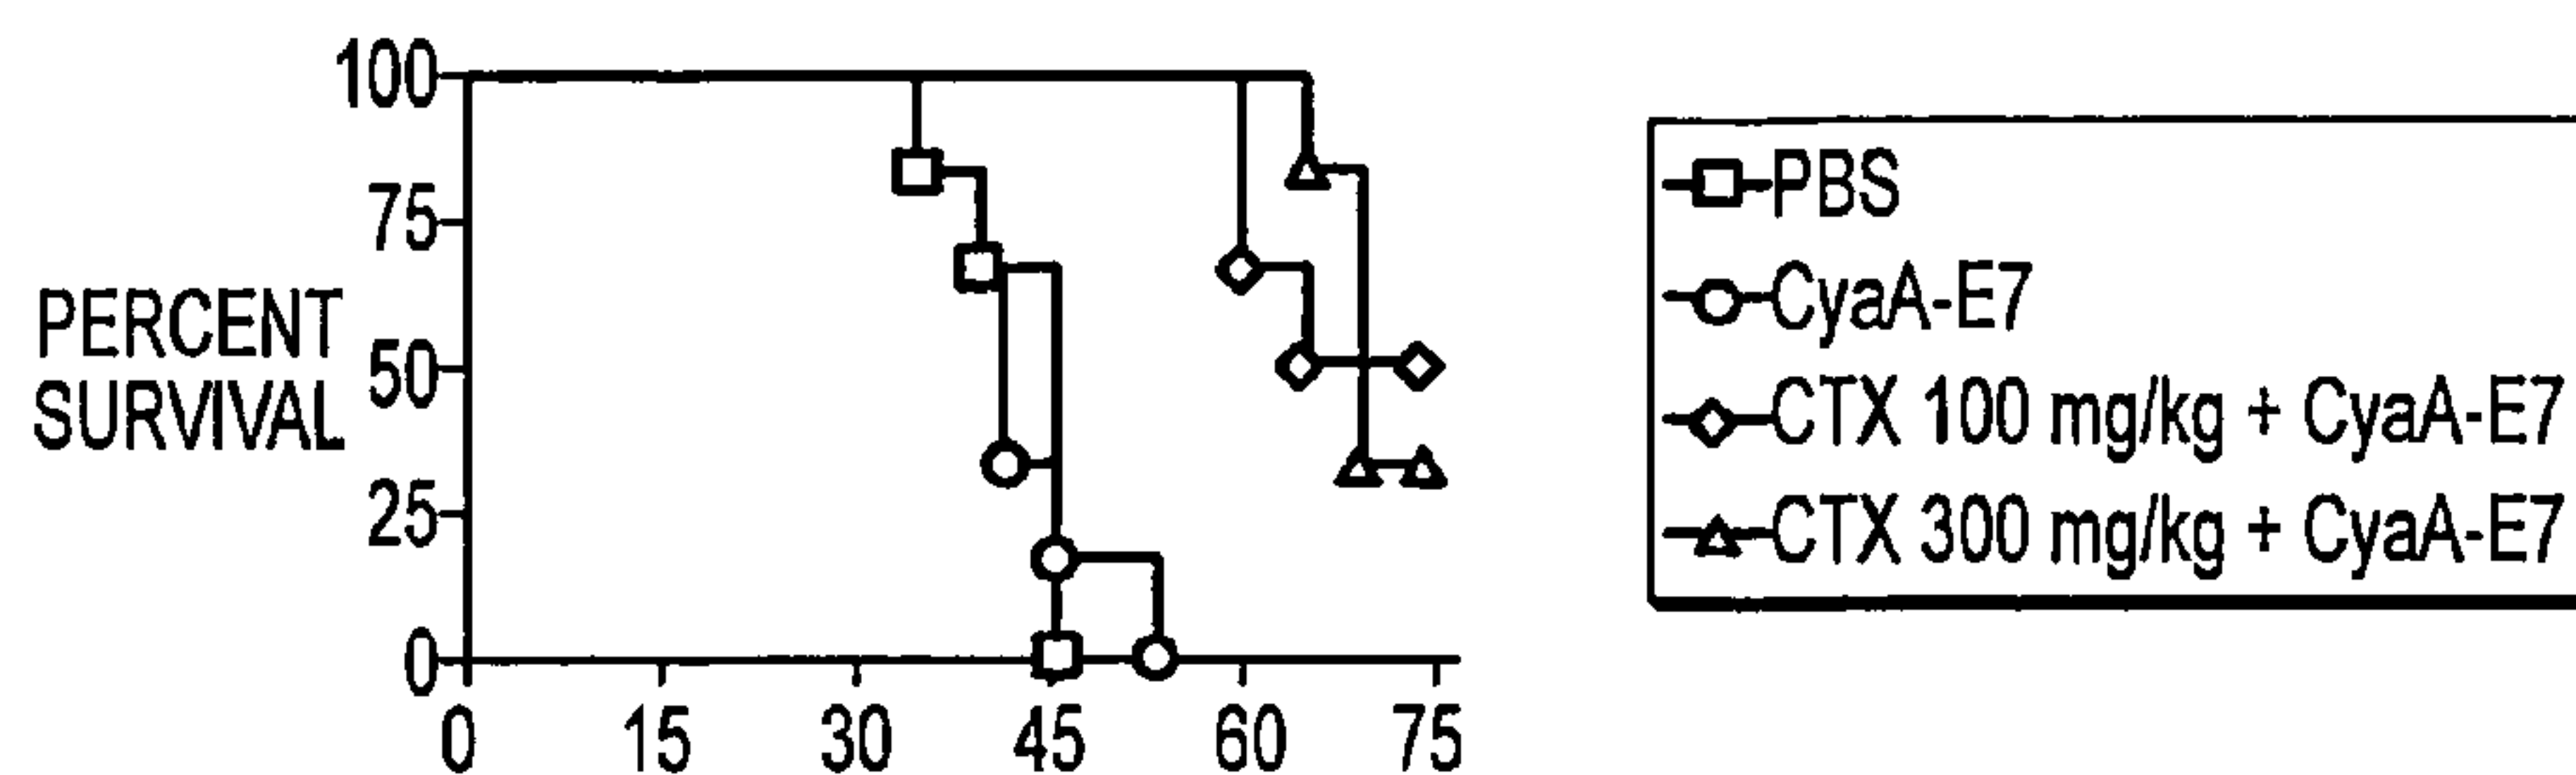 100
75
PERCENT
SURVIVAL
50
25
0
0 15 30 45 60 75
PBS
CyaA-E7
CTX 100 mg/kg + CyaA-E7
CTX 300 mg/kg + CyaA-E7